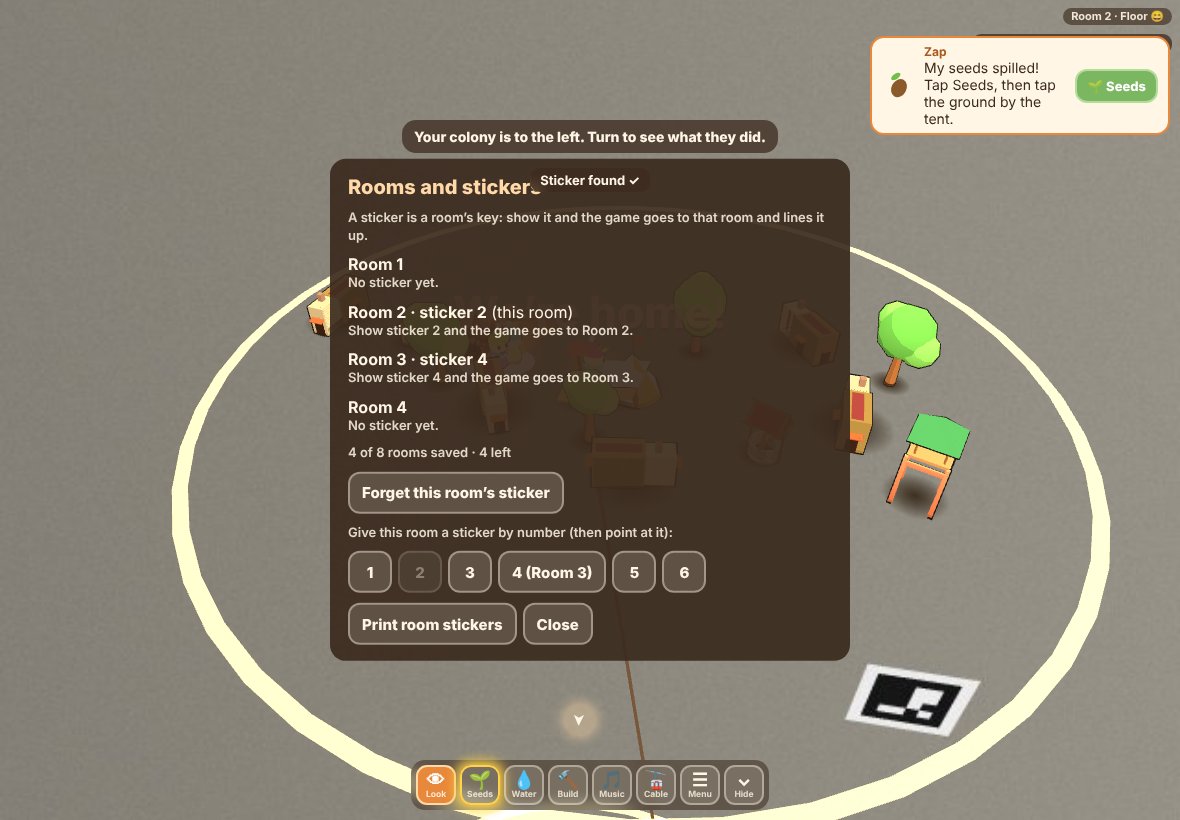 Room 2 · Floor 😄
Zap
My seeds spilled!
Tap Seeds, then tap
the ground by the
tent.
🌱 Seeds
Your colony is to the left. Turn to see what they did.
Rooms and stickers
Sticker found ✓
A sticker is a room’s key: show it and the game goes to that room and lines it
up.
Room 1
No sticker yet.
Room 2 · sticker 2 (this room)
Show sticker 2 and the game goes to Room 2.
Room 3 · sticker 4
Show sticker 4 and the game goes to Room 3.
Room 4
No sticker yet.
4 of 8 rooms saved · 4 left
Forget this room’s sticker
Give this room a sticker by number (then point at it):
1 2 3 4 (Room 3) 5 6
Print room stickers Close
Look Seeds Water Build Music Cable Menu Hide